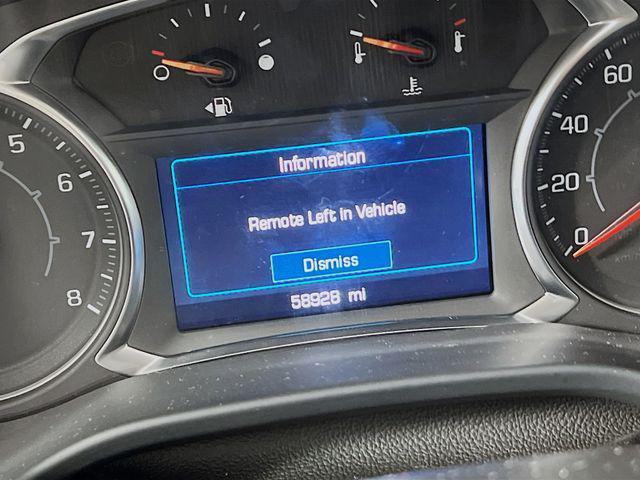 Information
Remote Left in Vehicle
Dismiss
58928 mi
5
6
7
8
60
40
20
0